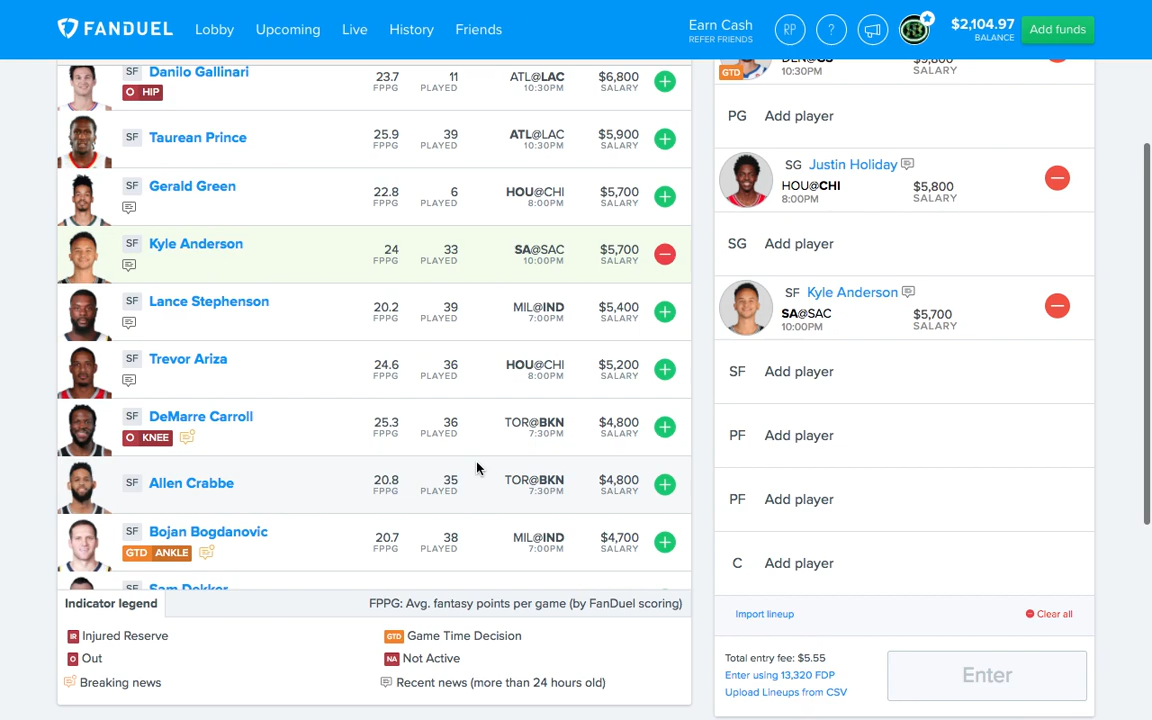 FANDUEL
Lobby
Upcoming
Live
History
Friends
Earn Cash
REFER FRIENDS
RP
?
$2,104.97
BALANCE
Add funds
SF Danilo Gallinari
O HIP
23.7 FPPG
11 PLAYED
ATL@LAC
10:30PM
$6,800
SALARY
SF Taurean Prince
25.9 FPPG
39 PLAYED
ATL@LAC
10:30PM
$5,900
SALARY
SF Gerald Green
22.8 FPPG
6 PLAYED
HOU@CHI
8:00PM
$5,700
SALARY
SF Kyle Anderson
24 FPPG
33 PLAYED
SA@SAC
10:00PM
$5,700
SALARY
SF Lance Stephenson
20.2 FPPG
39 PLAYED
MIL@IND
7:00PM
$5,400
SALARY
SF Trevor Ariza
24.6 FPPG
36 PLAYED
HOU@CHI
8:00PM
$5,200
SALARY
SF DeMarre Carroll
O KNEE
25.3 FPPG
36 PLAYED
TOR@BKN
7:30PM
$4,800
SALARY
SF Allen Crabbe
20.8 FPPG
35 PLAYED
TOR@BKN
7:30PM
$4,800
SALARY
SF Bojan Bogdanovic
GTD ANKLE
20.7 FPPG
38 PLAYED
MIL@IND
7:00PM
$4,700
SALARY
SF Sam Dekker
Indicator legend
FPPG: Avg. fantasy points per game (by FanDuel scoring)
IR Injured Reserve
GTD Game Time Decision
O Out
NA Not Active
Breaking news
Recent news (more than 24 hours old)
GTD
DEN@GS
10:30PM
$9,800
SALARY
PG Add player
SG Justin Holiday
HOU@CHI
8:00PM
$5,800
SALARY
SG Add player
SF Kyle Anderson
SA@SAC
10:00PM
$5,700
SALARY
SF Add player
PF Add player
PF Add player
C Add player
Import lineup
Clear all
Total entry fee: $5.55
Enter using 13,320 FDP
Upload Lineups from CSV
Enter